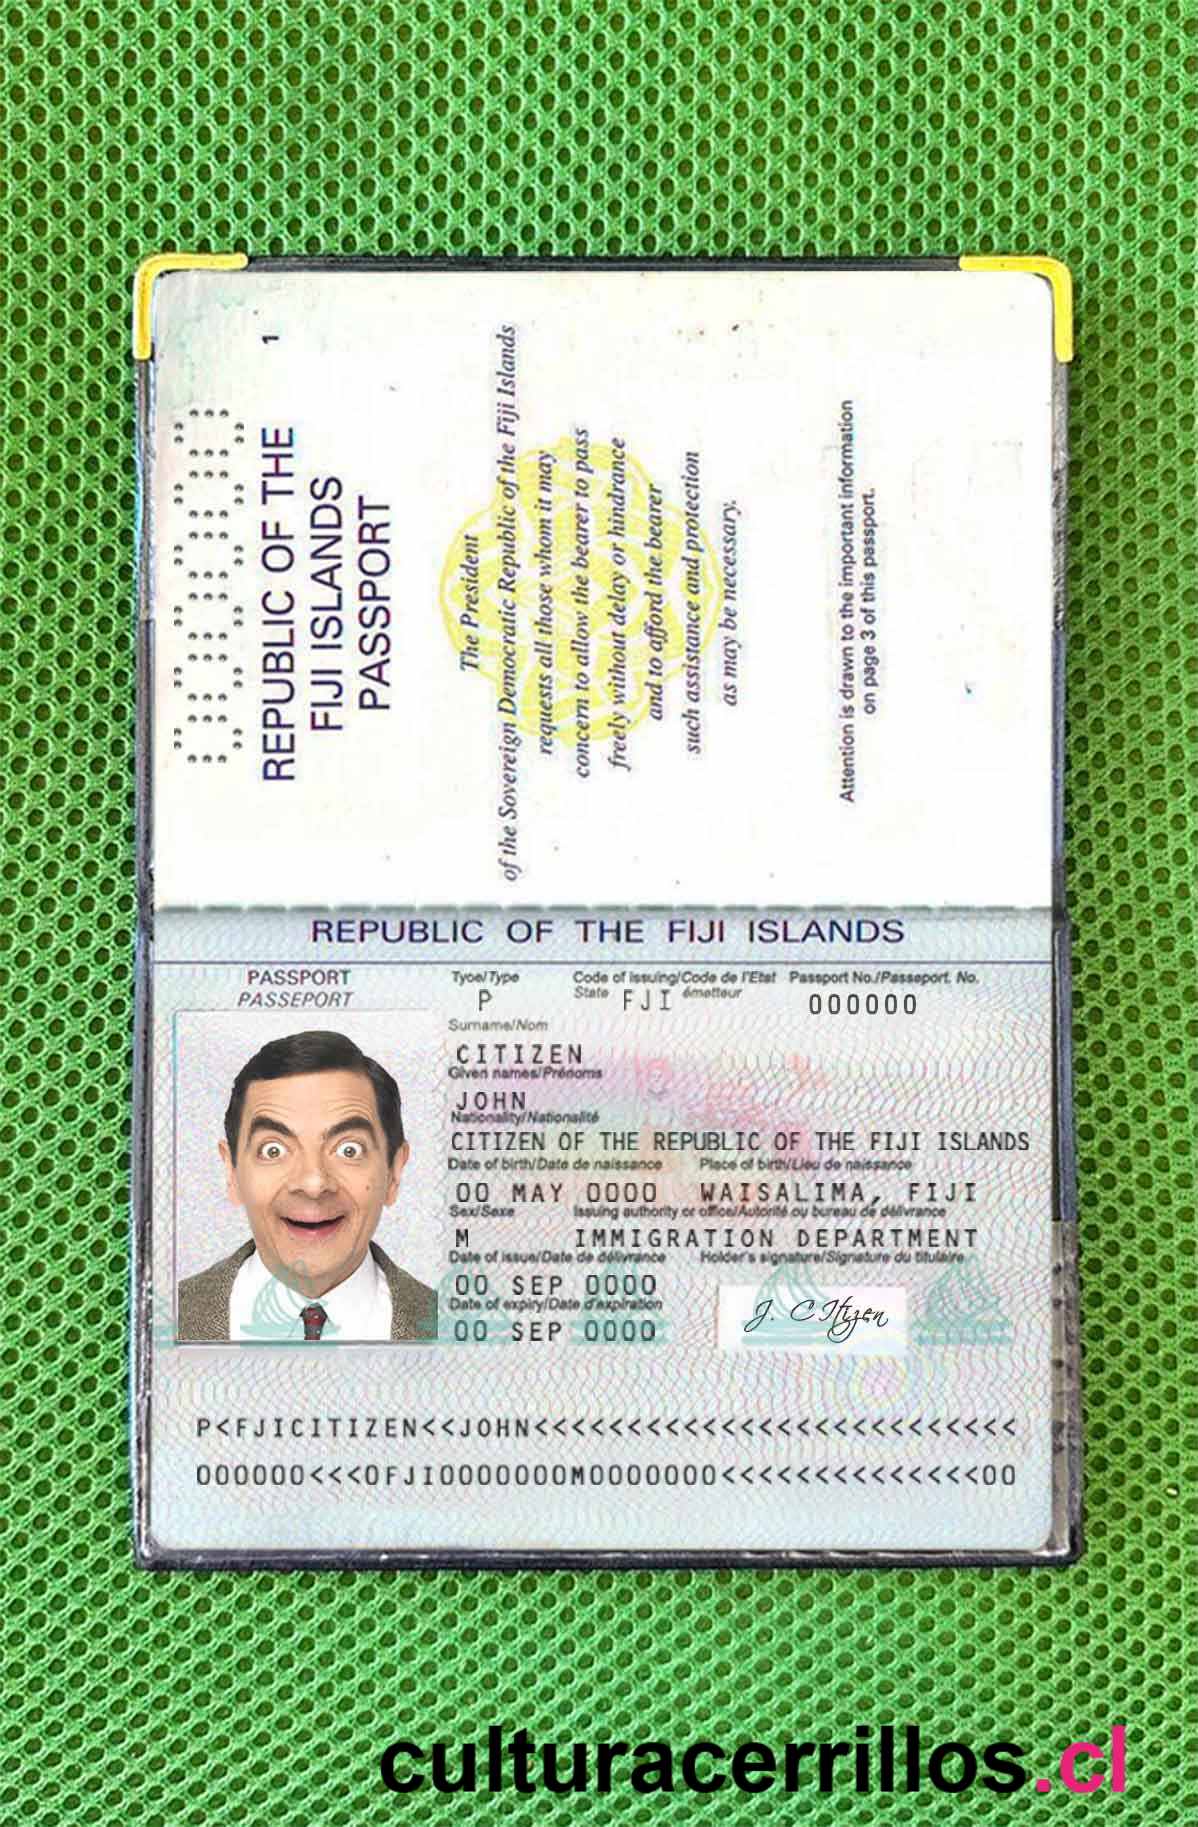 1
000000
REPUBLIC OF THE
FIJI ISLANDS
PASSPORT
The President
of the Sovereign Democratic Republic of the Fiji Islands
requests all those whom it may
concern to allow the bearer to pass
freely without delay or hindrance
and to afford the bearer
such assistance and protection
as may be necessary.
Attention is drawn to the important information
on page 3 of this passport.
REPUBLIC OF THE FIJI ISLANDS
PASSPORT Type/Type Code of Issuing/Code de l'Etat Passport No./Passeport. No.
PASSEPORT P State FJI émetteur 000000
Surname/Nom
CITIZEN
Given names/Prénoms
JOHN
Nationality/Nationalité
CITIZEN OF THE REPUBLIC OF THE FIJI ISLANDS
Date of birth/Date de naissance Place of birth/Lieu de naissance
00 MAY 0000 WAISALIMA, FIJI
Sex/Sexe Issuing authority or office/Autorité ou bureau de délivrance
M IMMIGRATION DEPARTMENT
Date of issue/Date de délivrance Holder's signature/Signature du titulaire
00 SEP 0000
Date of expiry/Date d'expiration J. CItizen
00 SEP 0000
P<FJICITIZEN<<JOHN<<<<<<<<<<<<<<<<<<<<<<<<<<
000000<<<0FJI0000000M0000000<<<<<<<<<<<<<<00
culturacerrillos.cl